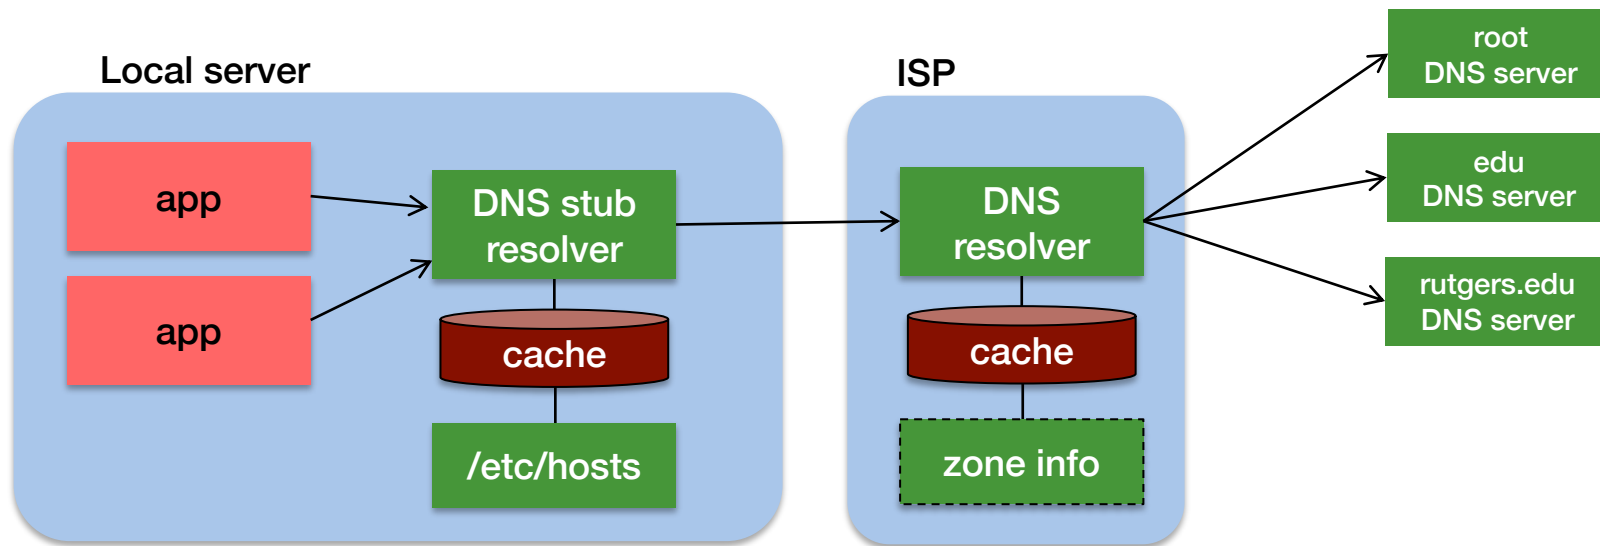 Local server
app
app
DNS stub
resolver
cache
/etc/hosts
ISP
DNS
resolver
cache
zone info
root
DNS server
edu
DNS server
rutgers.edu
DNS server